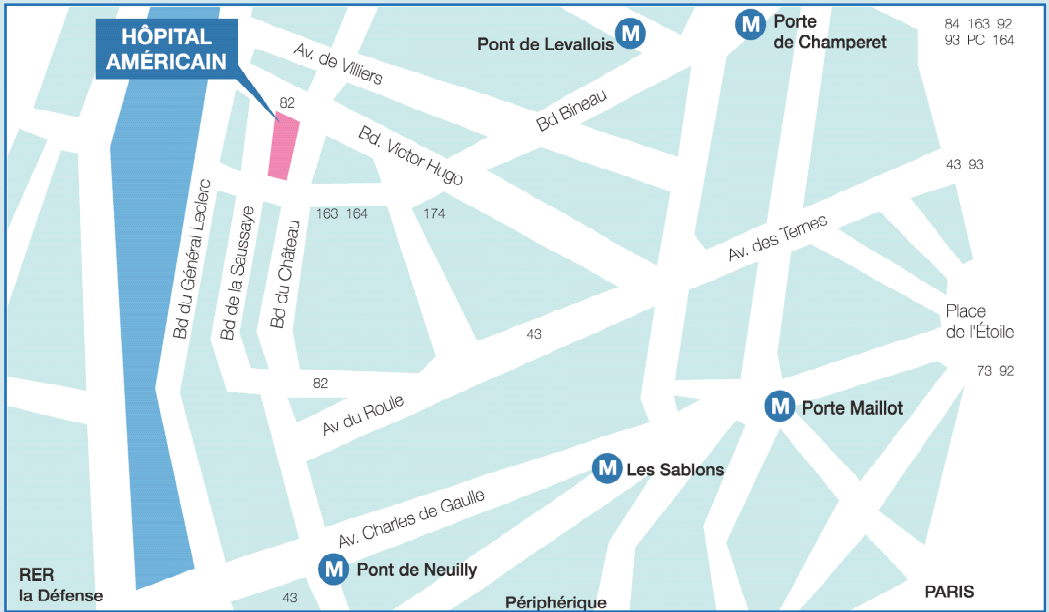 HÔPITAL
AMÉRICAIN
Av. de Villiers
Pont de Levallois
M
M
Porte
de Champeret
84 163 92
93 PC 164
82
Bd Bineau
Bd. Victor Hugo
43 93
163 164
174
Bd du Général Leclerc
Bd de la Saussaye
Bd du Château
Av. des Ternes
Place
de l'Étoile
43
73 92
82
Av du Roule
M
Porte Maillot
M
Les Sablons
Av. Charles de Gaulle
M
Pont de Neuilly
RER
la Défense
43
Périphérique
PARIS